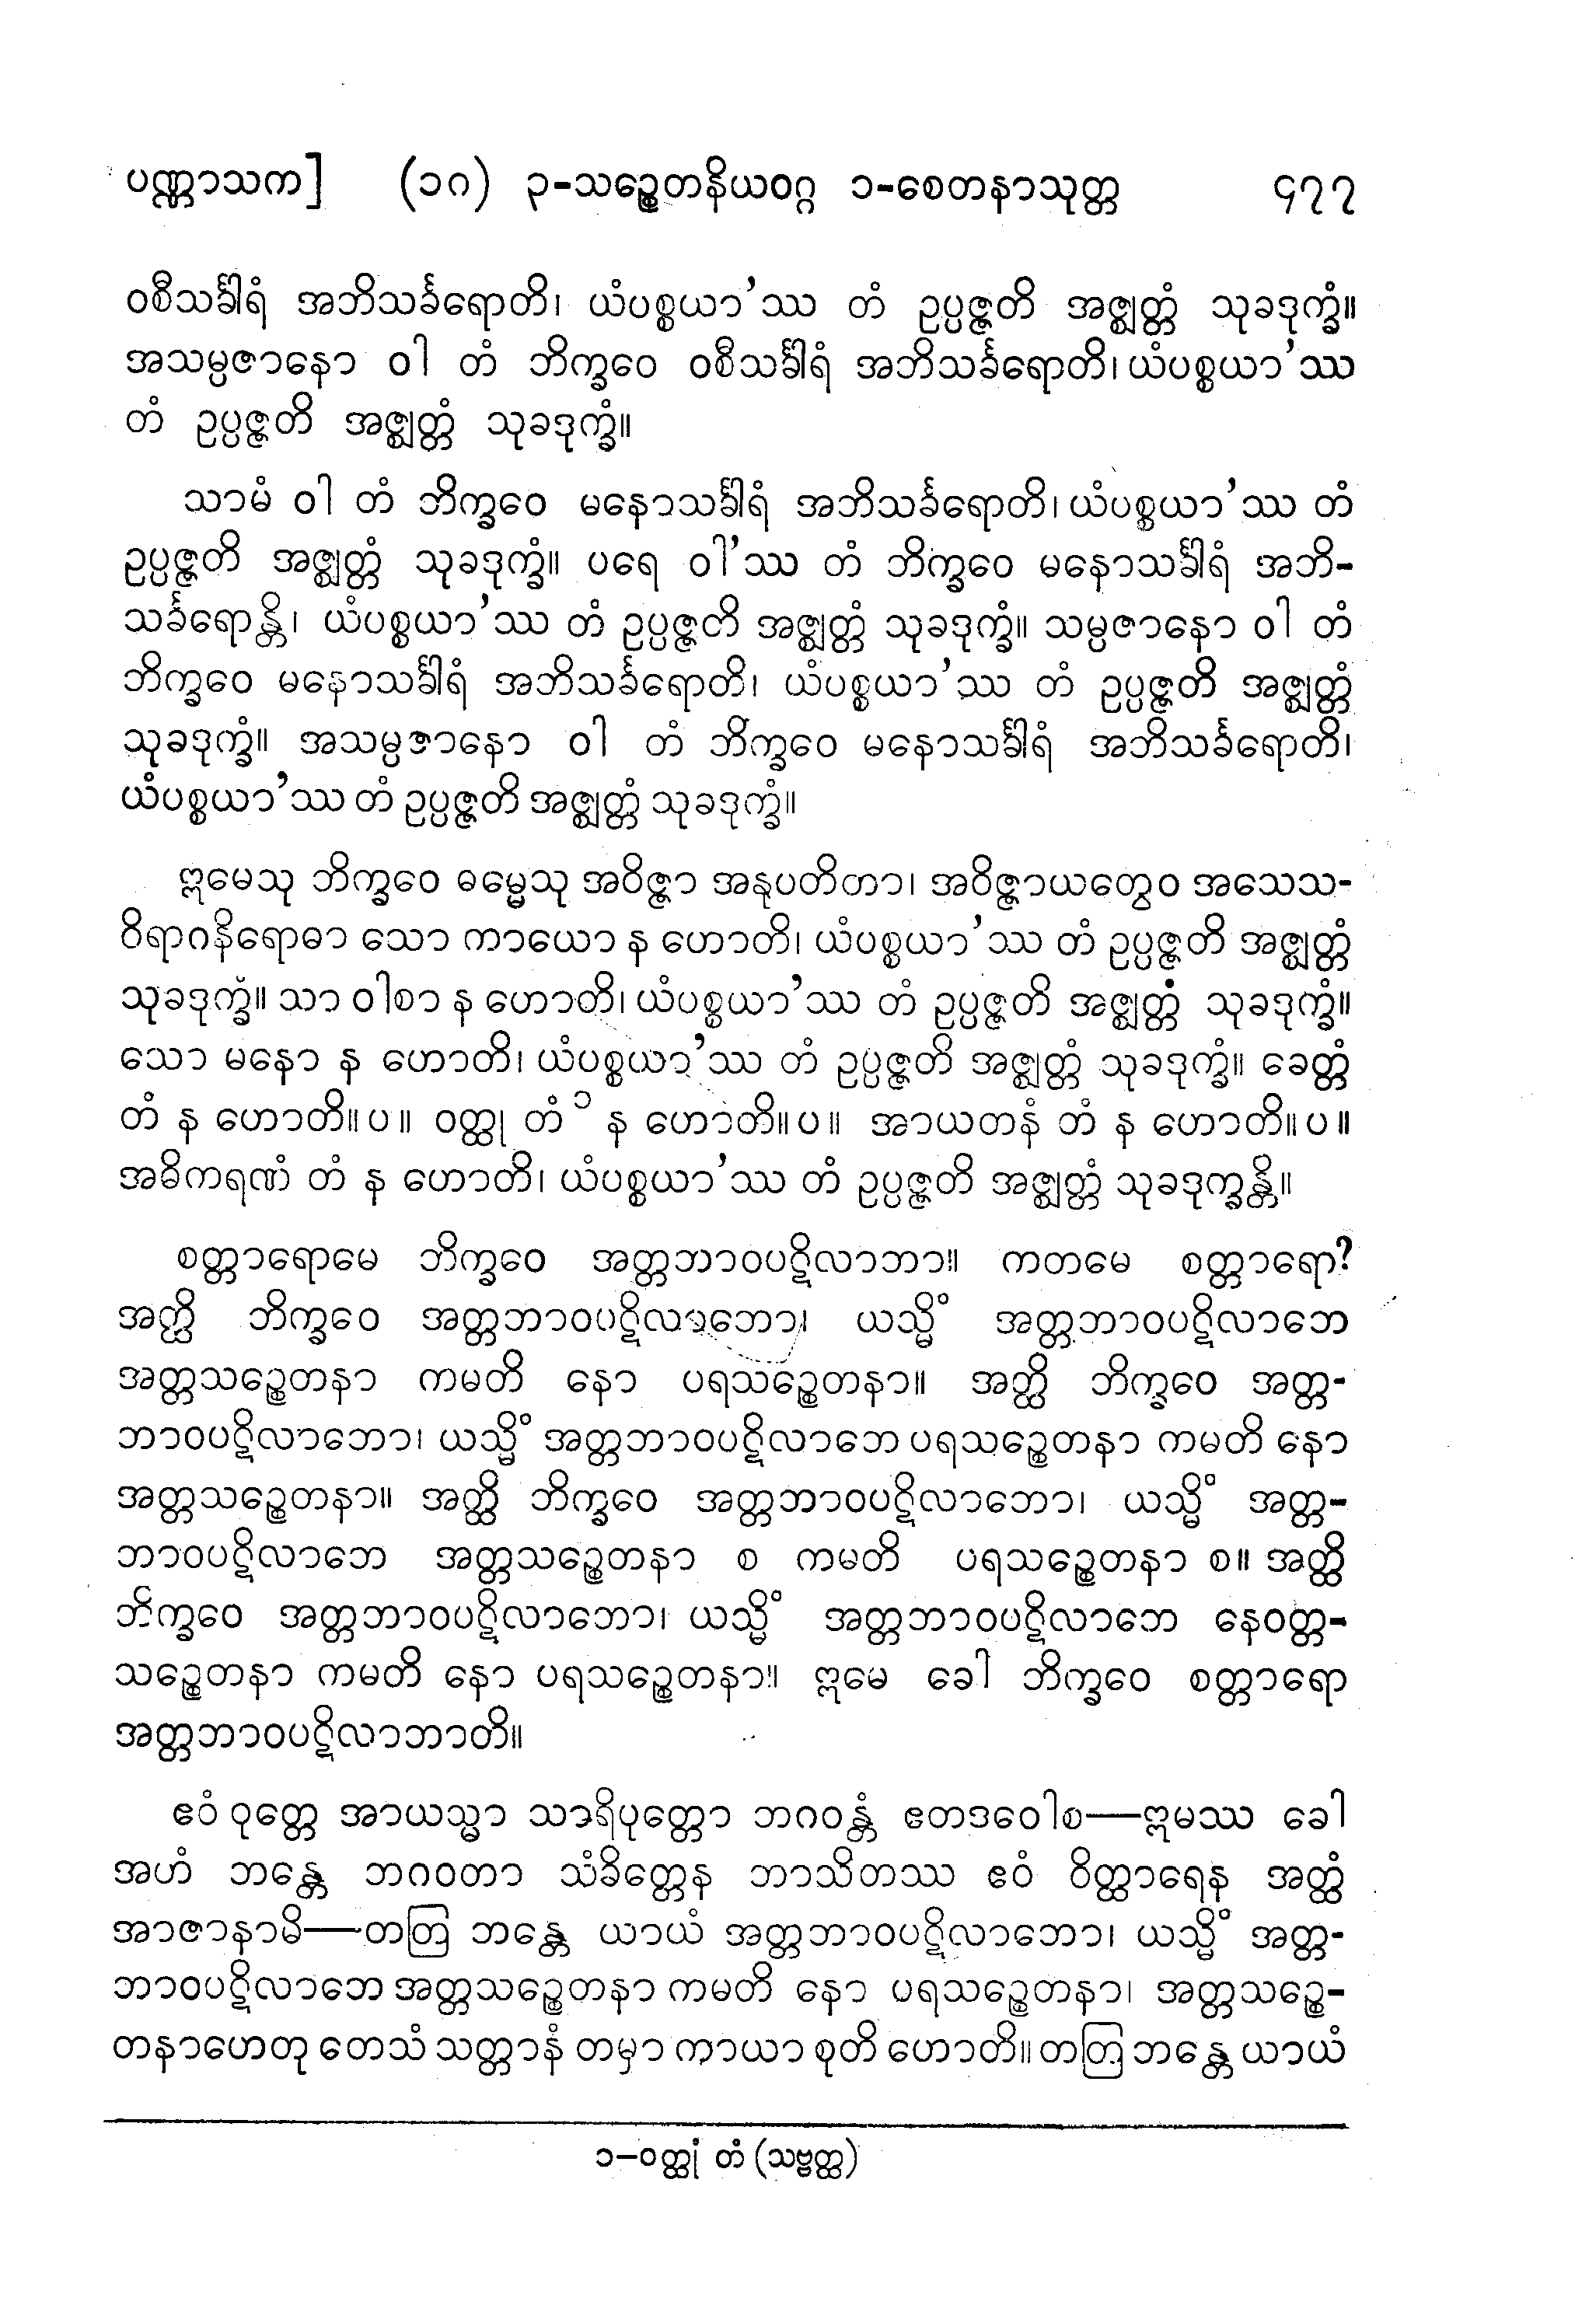 ပဏ္ဏာသက] (၁ဂ) ၃-သဉ္စေတနိယဝဂ္ဂ ၁-စေတနာသုတ္တ ၄၇၇
ဝစီသင်္ခါရံ အဘိသင်္ခရောတိ၊ ယံပစ္စယာ’ဿ တံ ဥပ္ပဇ္ဇတိ အဇ္ဈတ္တံ သုခဒုက္ခံ။
အသမ္ပဇာနော ဝါ တံ ဘိက္ခဝေ ဝစီသင်္ခါရံ အဘိသင်္ခရောတိ၊ ယံပစ္စယာ’ဿ
တံ ဥပ္ပဇ္ဇတိ အဇ္ဈတ္တံ သုခဒုက္ခံ။
သာမံ ဝါ တံ ဘိက္ခဝေ မနောသင်္ခါရံ အဘိသင်္ခရောတိ၊ ယံပစ္စယာ’ဿ တံ
ဥပ္ပဇ္ဇတိ အဇ္ဈတ္တံ သုခဒုက္ခံ။ ပရေ ဝါ’ဿ တံ ဘိက္ခဝေ မနောသင်္ခါရံ အဘိ-
သင်္ခရောန္တိ၊ ယံပစ္စယာ’ဿ တံ ဥပ္ပဇ္ဇတိ အဇ္ဈတ္တံ သုခဒုက္ခံ။ သမ္ပဇာနော ဝါ တံ
ဘိက္ခဝေ မနောသင်္ခါရံ အဘိသင်္ခရောတိ၊ ယံပစ္စယာ’ဿ တံ ဥပ္ပဇ္ဇတိ အဇ္ဈတ္တံ
သုခဒုက္ခံ။ အသမ္ပဇာနော ဝါ တံ ဘိက္ခဝေ မနောသင်္ခါရံ အဘိသင်္ခရောတိ၊
ယံပစ္စယာ’ဿ တံ ဥပ္ပဇ္ဇတိ အဇ္ဈတ္တံ သုခဒုက္ခံ။
ဣမေသု ဘိက္ခဝေ ဓမ္မေသု အဝိဇ္ဇာ အနုပတိတာ၊ အဝိဇ္ဇာယတွေဝ အသေသ-
ဝိရာဂနိရောဓာ သော ကာယော န ဟောတိ၊ ယံပစ္စယာ’ဿ တံ ဥပ္ပဇ္ဇတိ အဇ္ဈတ္တံ
သုခဒုက္ခံ။ သာ ဝါစာ န ဟောတိ၊ ယံပစ္စယာ’ဿ တံ ဥပ္ပဇ္ဇတိ အဇ္ဈတ္တံ သုခဒုက္ခံ။
သော မနော န ဟောတိ၊ ယံပစ္စယာ’ဿ တံ ဥပ္ပဇ္ဇတိ အဇ္ဈတ္တံ သုခဒုက္ခံ။ ခေတ္တံ
တံ န ဟောတိ။ပ။ ဝတ္ထု တံ ၁ န ဟောတိ။ပ။ အာယတနံ တံ န ဟောတိ။ပ။
အဓိကရဏံ တံ န ဟောတိ၊ ယံပစ္စယာ’ဿ တံ ဥပ္ပဇ္ဇတိ အဇ္ဈတ္တံ သုခဒုက္ခန္တိ။
စတ္တာရောမေ ဘိက္ခဝေ အတ္တဘာဝပဋိလာဘာ။ ကတမေ စတ္တာရော?
အတ္ထိ ဘိက္ခဝေ အတ္တဘာဝပဋိလာဘော၊ ယသ္မိံ အတ္တဘာဝပဋိလာဘေ
အတ္တသဉ္စေတနာ ကမတိ နော ပရသဉ္စေတနာ။ အတ္ထိ ဘိက္ခဝေ အတ္တ-
ဘာဝပဋိလာဘော၊ ယသ္မိံ အတ္တဘာဝပဋိလာဘေ ပရသဉ္စေတနာ ကမတိ နော
အတ္တသဉ္စေတနာ။ အတ္ထိ ဘိက္ခဝေ အတ္တဘာဝပဋိလာဘော၊ ယသ္မိံ အတ္တ-
ဘာဝပဋိလာဘေ အတ္တသဉ္စေတနာ စ ကမတိ ပရသဉ္စေတနာ စ။ အတ္ထိ
ဘိက္ခဝေ အတ္တဘာဝပဋိလာဘော၊ ယသ္မိံ အတ္တဘာဝပဋိလာဘေ နေဝတ္တ-
သဉ္စေတနာ ကမတိ နော ပရသဉ္စေတနာ။ ဣမေ ခေါ ဘိက္ခဝေ စတ္တာရော
အတ္တဘာဝပဋိလာဘာတိ။
ဧဝံ ဝုတ္တေ အာယသ္မာ သာရိပုတ္တော ဘဂဝန္တံ ဧတဒဝေါစ—ဣမဿ ခေါ
အဟံ ဘန္တေ ဘဂဝတာ သံခိတ္တေန ဘာသိတဿ ဧဝံ ဝိတ္ထာရေန အတ္ထံ
အာဇာနာမိ—တတြ ဘန္တေ ယာယံ အတ္တဘာဝပဋိလာဘော၊ ယသ္မိံ အတ္တ-
ဘာဝပဋိလာဘေ အတ္တသဉ္စေတနာ ကမတိ နော ပရသဉ္စေတနာ၊ အတ္တသဉ္စေ-
တနာဟေတု တေသံ သတ္တာနံ တမှာ ကာယာ စုတိ ဟောတိ။ တတြ ဘန္တေ ယာယံ
၁-ဝတ္ထုံ တံ (သဗ္ဗတ္ထ)